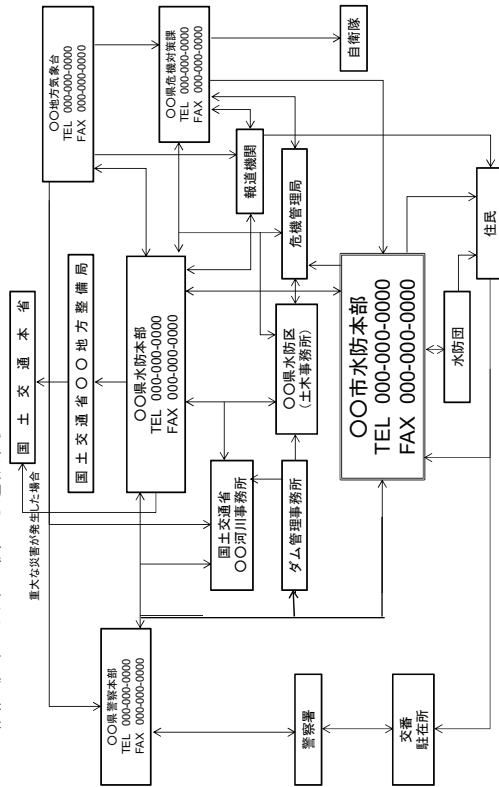 国土交通本省
重大な災害が発生した場合
国土交通省〇〇地方整備局
〇〇地方気象台
TEL 000-000-0000
FAX 000-000-0000
〇〇県警察本部
TEL 000-000-0000
FAX 000-000-0000
〇〇県水防本部
TEL 000-000-0000
FAX 000-000-0000
〇〇県危機対策課
TEL 000-000-0000
FAX 000-000-0000
国土交通省
〇〇河川事務所
報道機関
自衛隊
警察署
ダム管理事務所
〇〇県水防区
(土木事務所)
危機管理局
〇〇市水防本部
TEL 000-000-0000
FAX 000-000-0000
交番
駐在所
水防団
住民